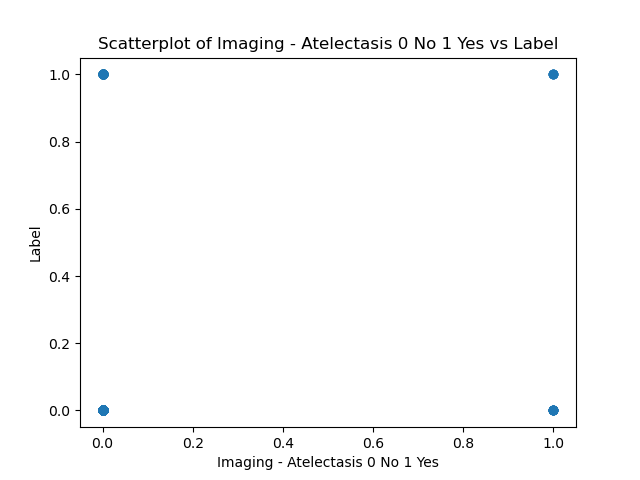 Scatterplot of Imaging - Atelectasis 0 No 1 Yes vs Label
1.0
0.8
0.6
0.4
0.2
0.0
Label
0.0 0.2 0.4 0.6 0.8 1.0
Imaging - Atelectasis 0 No 1 Yes